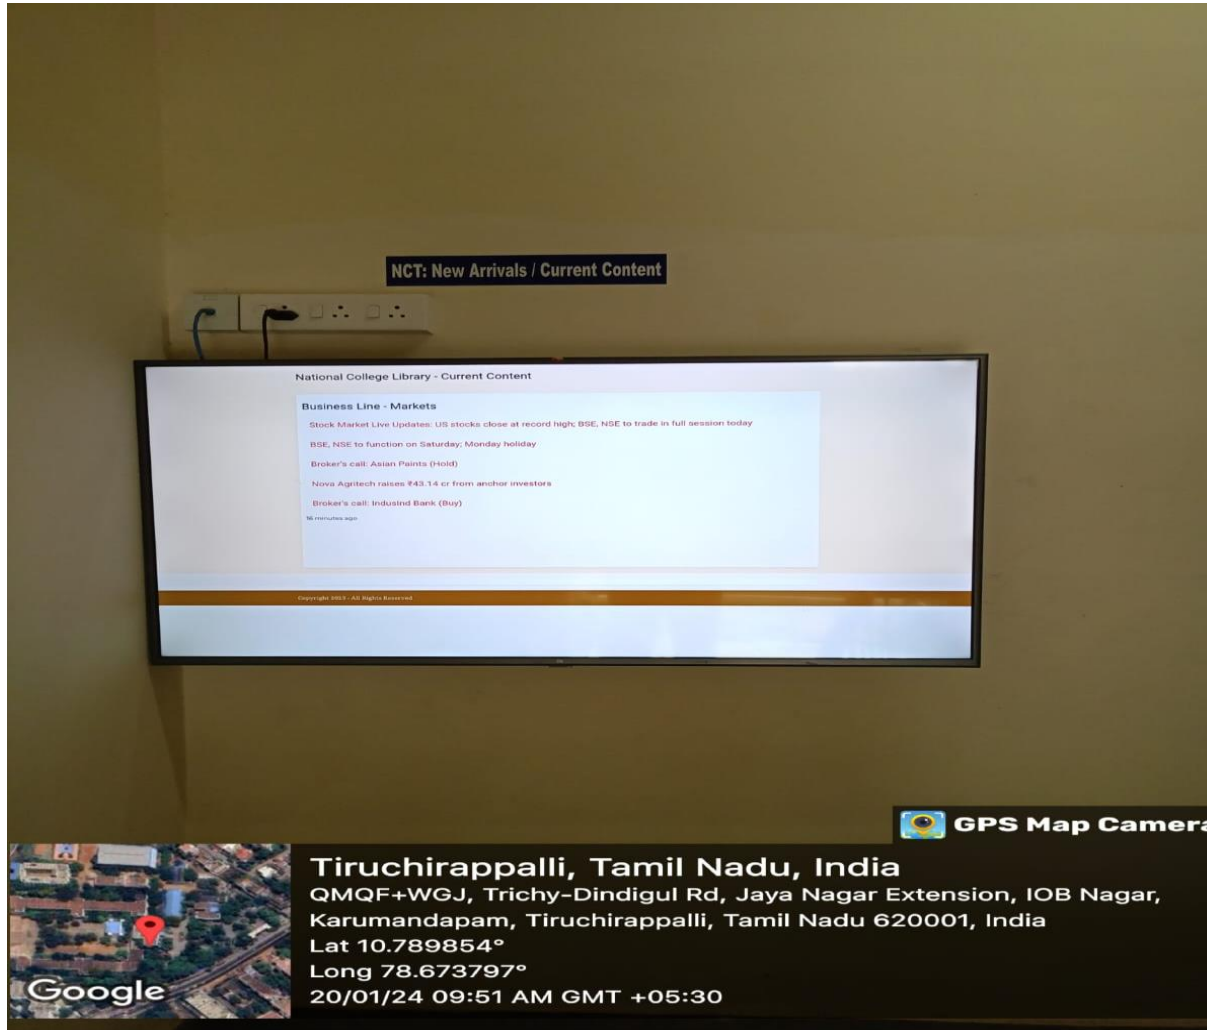 NCT: New Arrivals / Current Content
National College Library - Current Content
Business Line - Markets
Stock Market Live Updates: US stocks close at record high; BSE, NSE to trade in full session today
BSE, NSE to function on Saturday; Monday holiday
Broker's call: Asian Paints (Hold)
Nova Agritech raises ₹43.14 cr from anchor investors
Broker's call: IndusInd Bank (Buy)
16 minutes ago
Copyright 2023 - All Rights Reserved
GPS Map Camera
Tiruchirappalli, Tamil Nadu, India
QMQF+WGJ, Trichy-Dindigul Rd, Jaya Nagar Extension, IOB Nagar,
Karumandapam, Tiruchirappalli, Tamil Nadu 620001, India
Lat 10.789854°
Long 78.673797°
20/01/24 09:51 AM GMT +05:30
Google